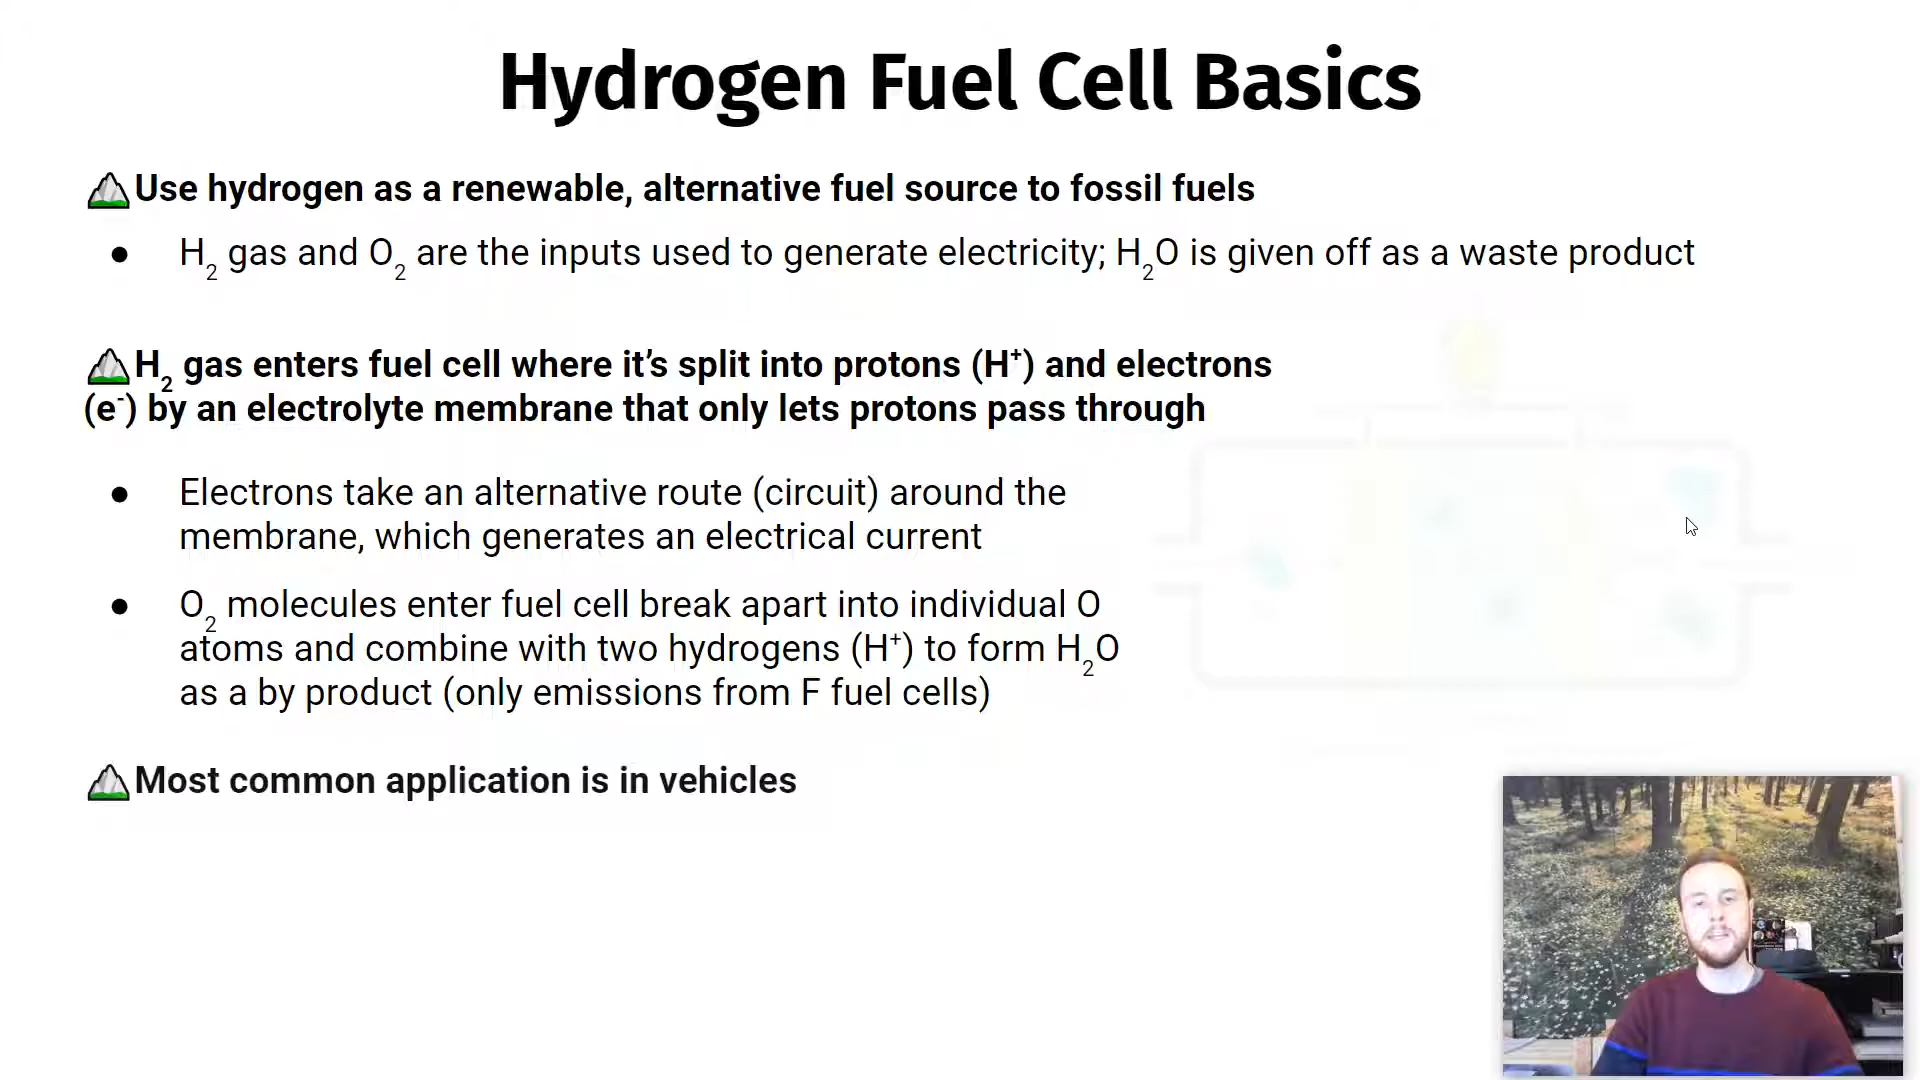 Hydrogen Fuel Cell Basics
Use hydrogen as a renewable, alternative fuel source to fossil fuels
● H₂ gas and O₂ are the inputs used to generate electricity; H₂O is given off as a waste product
H₂ gas enters fuel cell where it’s split into protons (H⁺) and electrons
(e⁻) by an electrolyte membrane that only lets protons pass through
● Electrons take an alternative route (circuit) around the
membrane, which generates an electrical current
● O₂ molecules enter fuel cell break apart into individual O
atoms and combine with two hydrogens (H⁺) to form H₂O
as a by product (only emissions from F fuel cells)
Most common application is in vehicles